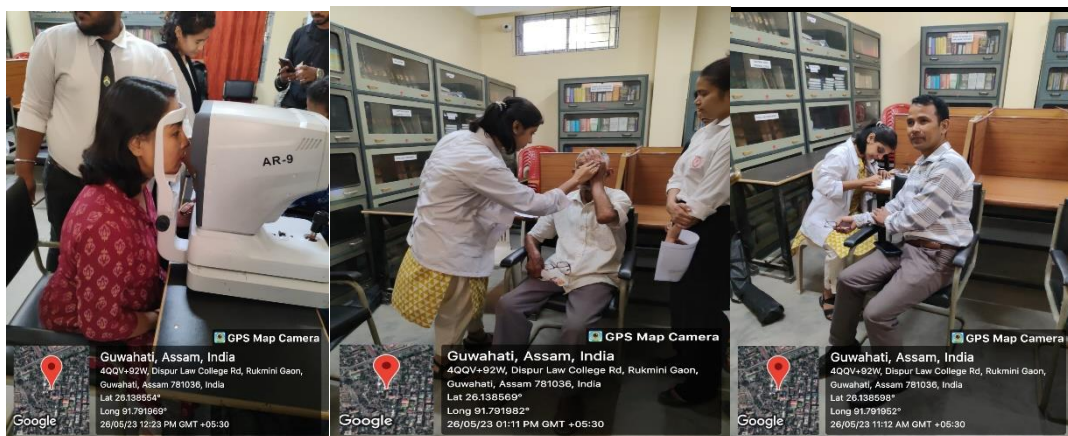 AR-9
GPS Map Camera
Guwahati, Assam, India
4QQV+92W, Dispur Law College Rd, Rukmini Gaon,
Guwahati, Assam 781036, India
Lat 26.138554°
Long 91.791969°
26/05/23 12:23 PM GMT +05:30
Google
GPS Map Camera
Guwahati, Assam, India
4QQV+92W, Dispur Law College Rd, Rukmini Gaon,
Guwahati, Assam 781036, India
Lat 26.138569°
Long 91.791982°
26/05/23 01:11 PM GMT +05:30
Google
GPS Map Camera
Guwahati, Assam, India
4QQV+92W, Dispur Law College Rd, Rukmini Gaon,
Guwahati, Assam 781036, India
Lat 26.138598°
Long 91.791952°
26/05/23 11:12 AM GMT +05:30
Google